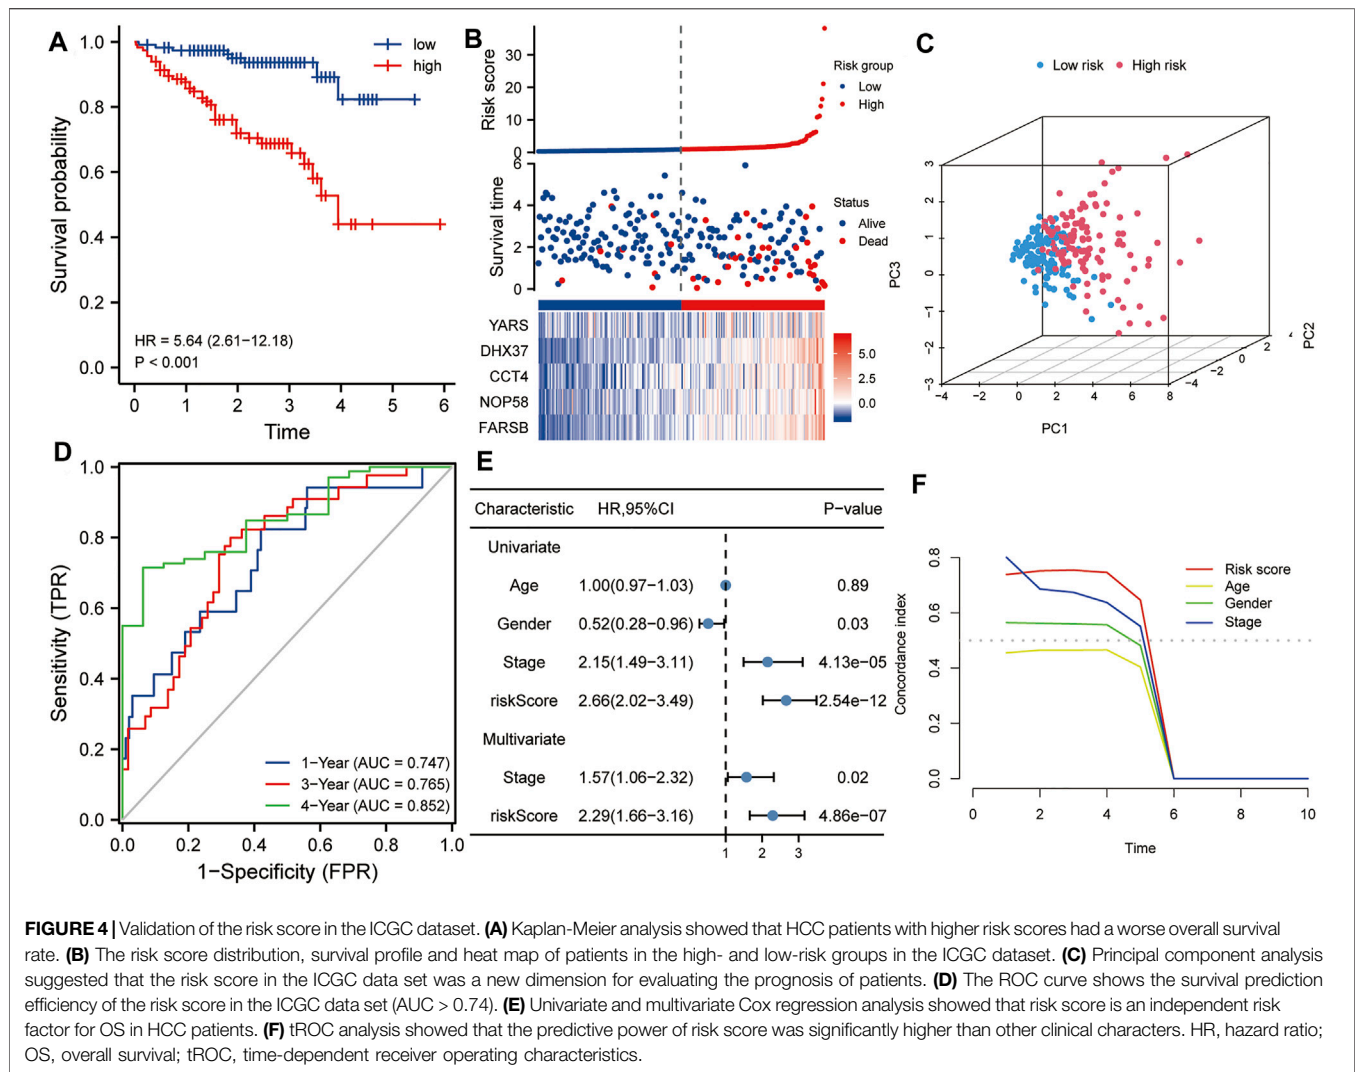 A
1.0
0.8
0.6
0.4
0.2
0.0
Survival probability
low
high
HR = 5.64 (2.61−12.18)
P < 0.001
0 1 2 3 4 5 6
Time
B
Risk score
30
20
10
0
Risk group
Low
High
Survival time
6
4
2
0
Status
Alive
Dead
YARS
DHX37
CCT4
NOP58
FARSB
5.0
2.5
0.0
C
Low risk High risk
PC3
3
2
1
0
−1
−2
−3
−4 −2 0 2 4 6 8
PC1
−4
−2
0
2
PC2
D
Sensitivity (TPR)
1.0
0.8
0.6
0.4
0.2
0.0
1−Year (AUC = 0.747)
3−Year (AUC = 0.765)
4−Year (AUC = 0.852)
0.0 0.2 0.4 0.6 0.8 1.0
1−Specificity (FPR)
E
Characteristic HR,95%CI P−value
Univariate
Age 1.00(0.97−1.03) 0.89
Gender 0.52(0.28−0.96) 0.03
Stage 2.15(1.49−3.11) 4.13e−05
riskScore 2.66(2.02−3.49) 2.54e−12
Multivariate
Stage 1.57(1.06−2.32) 0.02
riskScore 2.29(1.66−3.16) 4.86e−07
1 2 3
F
Concordance index
0.8
0.6
0.4
0.2
0.0
Risk score
Age
Gender
Stage
0 2 4 6 8 10
Time
FIGURE 4 | Validation of the risk score in the ICGC dataset. (A) Kaplan-Meier analysis showed that HCC patients with higher risk scores had a worse overall survival
rate. (B) The risk score distribution, survival profile and heat map of patients in the high- and low-risk groups in the ICGC dataset. (C) Principal component analysis
suggested that the risk score in the ICGC data set was a new dimension for evaluating the prognosis of patients. (D) The ROC curve shows the survival prediction
efficiency of the risk score in the ICGC data set (AUC > 0.74). (E) Univariate and multivariate Cox regression analysis showed that risk score is an independent risk
factor for OS in HCC patients. (F) tROC analysis showed that the predictive power of risk score was significantly higher than other clinical characters. HR, hazard ratio;
OS, overall survival; tROC, time-dependent receiver operating characteristics.